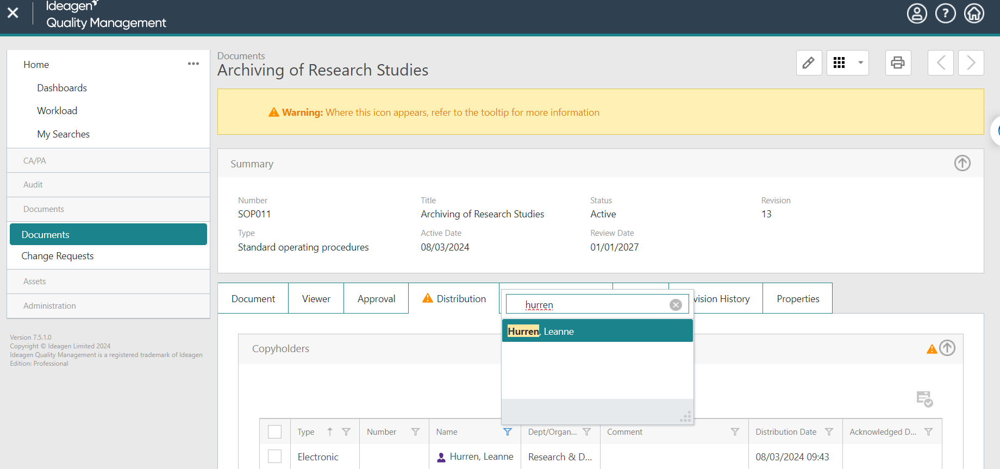 Ideagen
Quality Management
?
Home
Dashboards
Workload
My Searches
CA/PA
Audit
Documents
Documents
Change Requests
Assets
Administration
Version 7.5.1.0
Copyright © Ideagen Limited 2024
Ideagen Quality Management is a registered trademark of Ideagen
Edition: Professional
Documents
Archiving of Research Studies
Warning: Where this icon appears, refer to the tooltip for more information
Summary
Number Title Status Revision
SOP011 Archiving of Research Studies Active 13
Type Active Date Review Date
Standard operating procedures 08/03/2024 01/01/2027
Document Viewer Approval Distribution vision History Properties
hurren
Hurren, Leanne
Copyholders
Type Number Name Dept/Organ... Comment Distribution Date Acknowledged D...
Electronic Hurren, Leanne Research & D... 08/03/2024 09:43